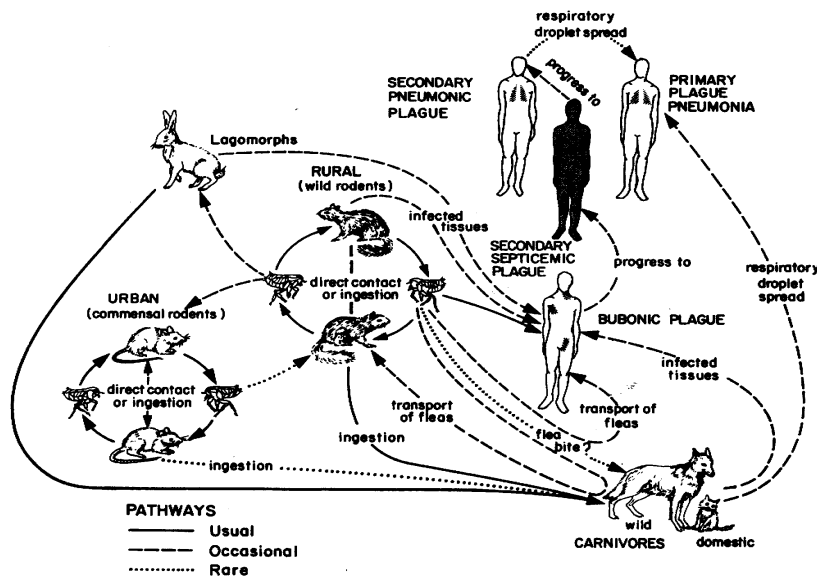 respiratory
droplet spread
SECONDARY
PNEUMONIC
PLAGUE
progress to
PRIMARY
PLAGUE
PNEUMONIA
Lagomorphs
RURAL
(wild rodents)
infected
tissues
SECONDARY
SEPTICEMIC
PLAGUE
progress to
respiratory
droplet
spread
direct contact
or ingestion
URBAN
(commensal rodents)
BUBONIC PLAGUE
infected
tissues
direct contact
or ingestion
transport
of fleas
transport of
fleas
ingestion
flea
bite?
ingestion
wild
domestic
CARNIVORES
PATHWAYS
Usual
Occasional
Rare